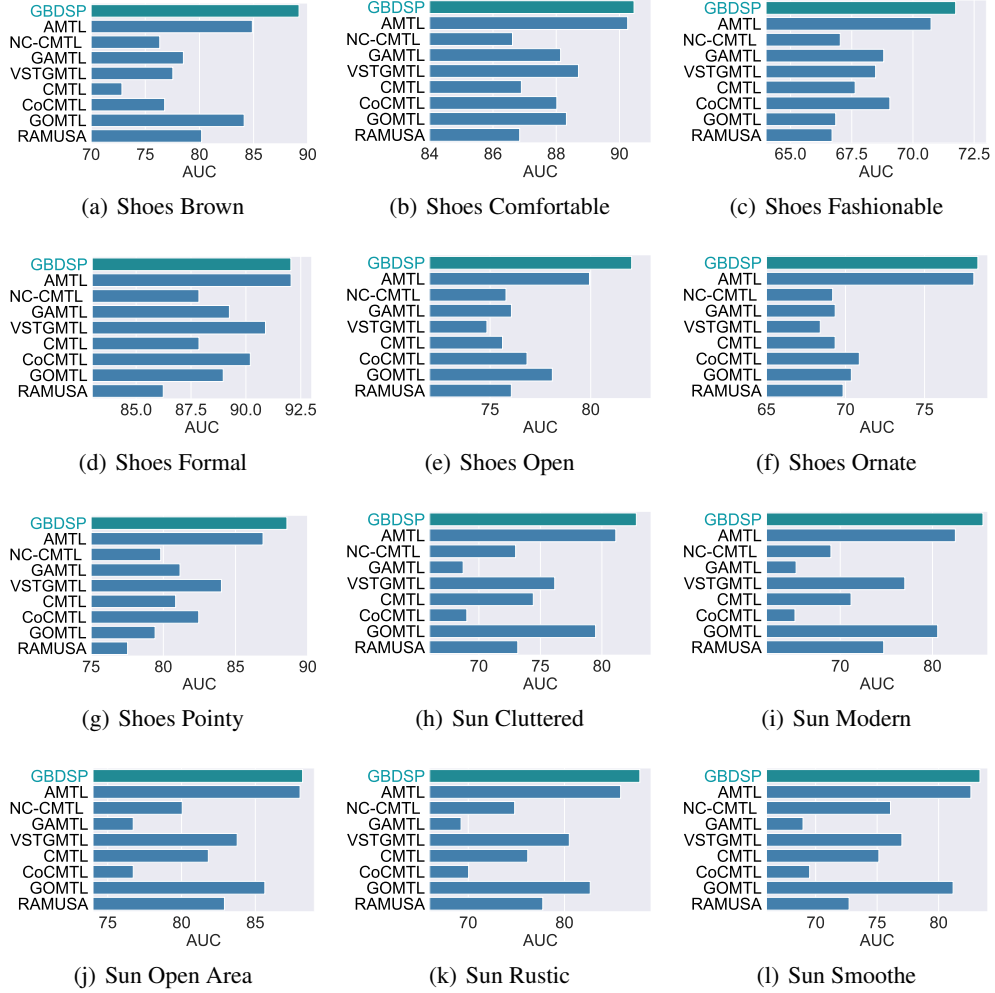 GBDSP
AMTL
NC-CMTL
GAMTL
VSTGMTL
CMTL
CoCMTL
GOMTL
RAMUSA
70 75 80 85 90
AUC
(a) Shoes Brown
GBDSP
AMTL
NC-CMTL
GAMTL
VSTGMTL
CMTL
CoCMTL
GOMTL
RAMUSA
84 86 88 90
AUC
(b) Shoes Comfortable
GBDSP
AMTL
NC-CMTL
GAMTL
VSTGMTL
CMTL
CoCMTL
GOMTL
RAMUSA
65.0 67.5 70.0 72.5
AUC
(c) Shoes Fashionable
GBDSP
AMTL
NC-CMTL
GAMTL
VSTGMTL
CMTL
CoCMTL
GOMTL
RAMUSA
85.0 87.5 90.0 92.5
AUC
(d) Shoes Formal
GBDSP
AMTL
NC-CMTL
GAMTL
VSTGMTL
CMTL
CoCMTL
GOMTL
RAMUSA
75 80
AUC
(e) Shoes Open
GBDSP
AMTL
NC-CMTL
GAMTL
VSTGMTL
CMTL
CoCMTL
GOMTL
RAMUSA
65 70 75
AUC
(f) Shoes Ornate
GBDSP
AMTL
NC-CMTL
GAMTL
VSTGMTL
CMTL
CoCMTL
GOMTL
RAMUSA
75 80 85 90
AUC
(g) Shoes Pointy
GBDSP
AMTL
NC-CMTL
GAMTL
VSTGMTL
CMTL
CoCMTL
GOMTL
RAMUSA
70 75 80
AUC
(h) Sun Cluttered
GBDSP
AMTL
NC-CMTL
GAMTL
VSTGMTL
CMTL
CoCMTL
GOMTL
RAMUSA
70 80
AUC
(i) Sun Modern
GBDSP
AMTL
NC-CMTL
GAMTL
VSTGMTL
CMTL
CoCMTL
GOMTL
RAMUSA
75 80 85
AUC
(j) Sun Open Area
GBDSP
AMTL
NC-CMTL
GAMTL
VSTGMTL
CMTL
CoCMTL
GOMTL
RAMUSA
70 80
AUC
(k) Sun Rustic
GBDSP
AMTL
NC-CMTL
GAMTL
VSTGMTL
CMTL
CoCMTL
GOMTL
RAMUSA
70 75 80
AUC
(l) Sun Smoothe